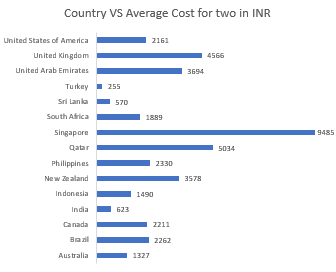 Country VS Average Cost for two in INR
United States of America 2161
United Kingdom 4566
United Arab Emirates 3694
Turkey 255
Sri Lanka 570
South Africa 1889
Singapore 9485
Qatar 5034
Philippines 2330
New Zealand 3578
Indonesia 1490
India 623
Canada 2211
Brazil 2262
Australia 1327